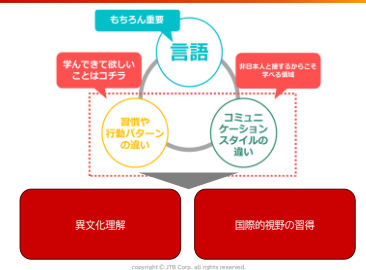 もちろん重要
言語
学んできて欲しい
ことはコチラ
非日本人と接するからこそ
学べる領域
習慣や
行動パターン
の違い
コミュニ
ケーション
スタイルの
違い
異文化理解
国際的視野の習得
copyright © JTB Corp. all rights reserved.